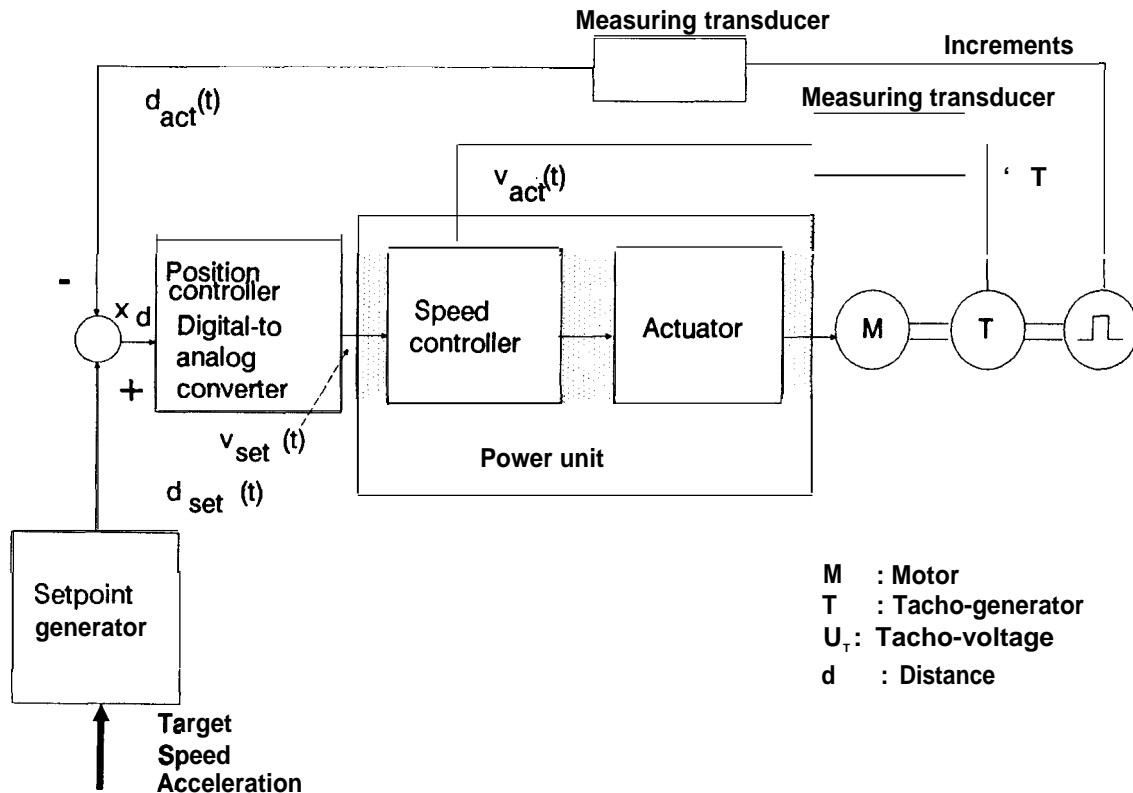 Measuring transducer
Increments
d_act(t)
Measuring transducer
v_act(t)
‘ T
-
x_d
+
Position
controller
Digital-to
analog
converter
Speed
controller
Actuator
M
T
v_set (t)
d_set (t)
Power unit
Setpoint
generator
M : Motor
T : Tacho-generator
U_T : Tacho-voltage
d : Distance
Target
Speed
Acceleration